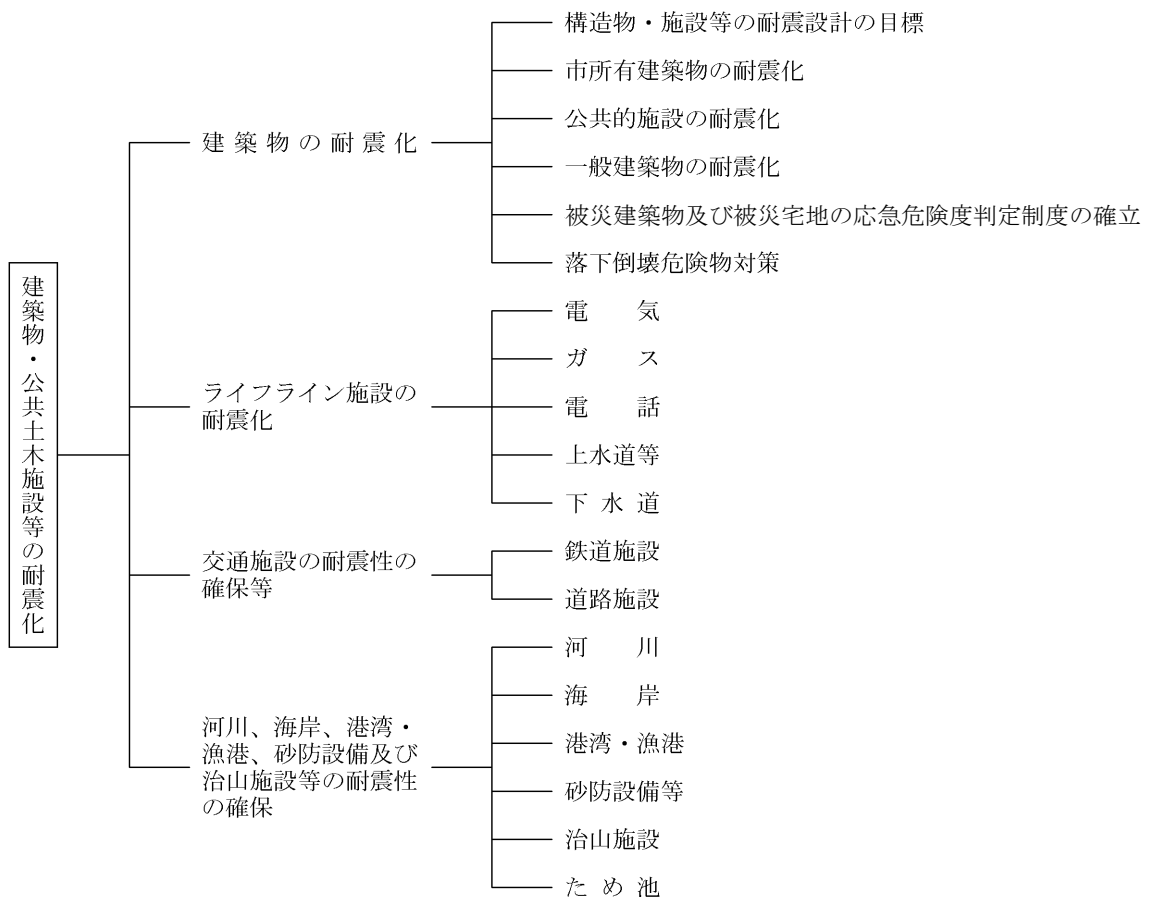 建築物・公共土木施設等の耐震化
建築物の耐震化
構造物・施設等の耐震設計の目標
市所有建築物の耐震化
公共的施設の耐震化
一般建築物の耐震化
被災建築物及び被災宅地の応急危険度判定制度の確立
落下倒壊危険物対策
ライフライン施設の
耐震化
電気
ガス
電話
上水道等
下水道
交通施設の耐震性の
確保等
鉄道施設
道路施設
河川、海岸、港湾・
漁港、砂防設備及び
治山施設等の耐震性
の確保
河川
海岸
港湾・漁港
砂防設備等
治山施設
ため池